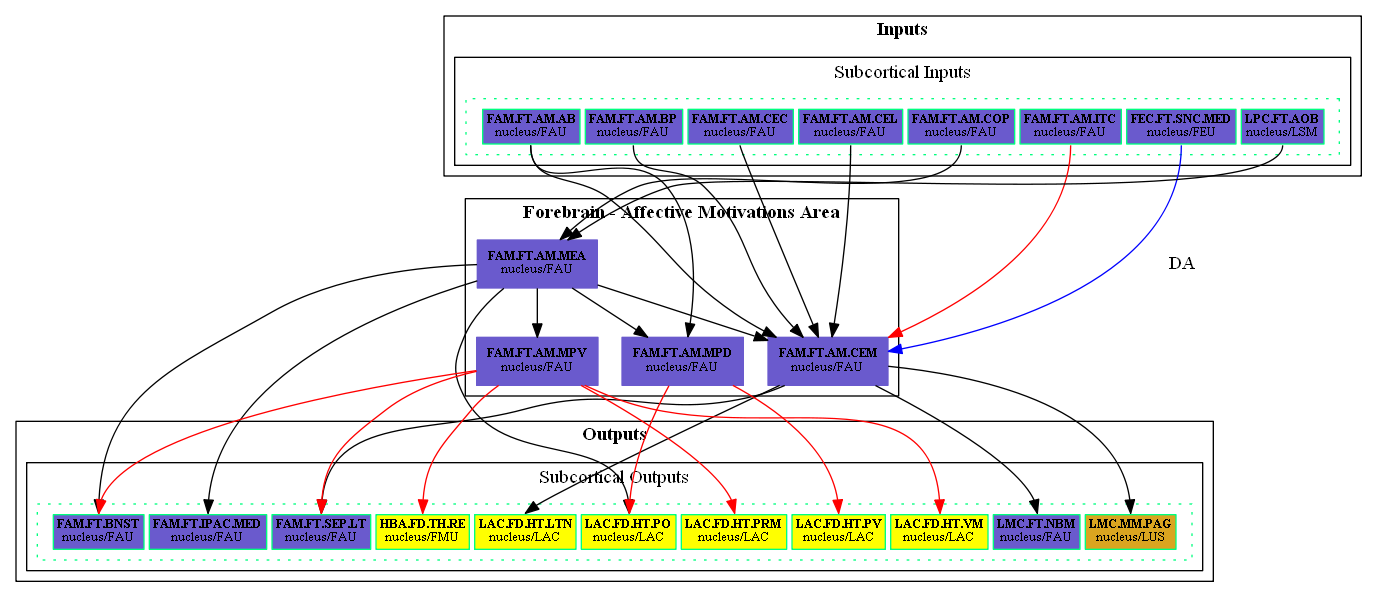 Inputs
Subcortical Inputs
FAM.FT.AM.AB
nucleus/FAU
FAM.FT.AM.BP
nucleus/FAU
FAM.FT.AM.CEC
nucleus/FAU
FAM.FT.AM.CEL
nucleus/FAU
FAM.FT.AM.COP
nucleus/FAU
FAM.FT.AM.ITC
nucleus/FAU
FEC.FT.SNC.MED
nucleus/FEU
LPC.FT.AOB
nucleus/LSM
Forebrain - Affective Motivations Area
FAM.FT.AM.MEA
nucleus/FAU
DA
FAM.FT.AM.MPV
nucleus/FAU
FAM.FT.AM.MPD
nucleus/FAU
FAM.FT.AM.CEM
nucleus/FAU
Outputs
Subcortical Outputs
FAM.FT.BNST
nucleus/FAU
FAM.FT.IPAC.MED
nucleus/FAU
FAM.FT.SEP.LT
nucleus/FAU
HBA.FD.TH.RE
nucleus/FMU
LAC.FD.HT.LTN
nucleus/LAC
LAC.FD.HT.PO
nucleus/LAC
LAC.FD.HT.PRM
nucleus/LAC
LAC.FD.HT.PV
nucleus/LAC
LAC.FD.HT.VM
nucleus/LAC
LMC.FT.NBM
nucleus/FAU
LMC.MM.PAG
nucleus/LUS